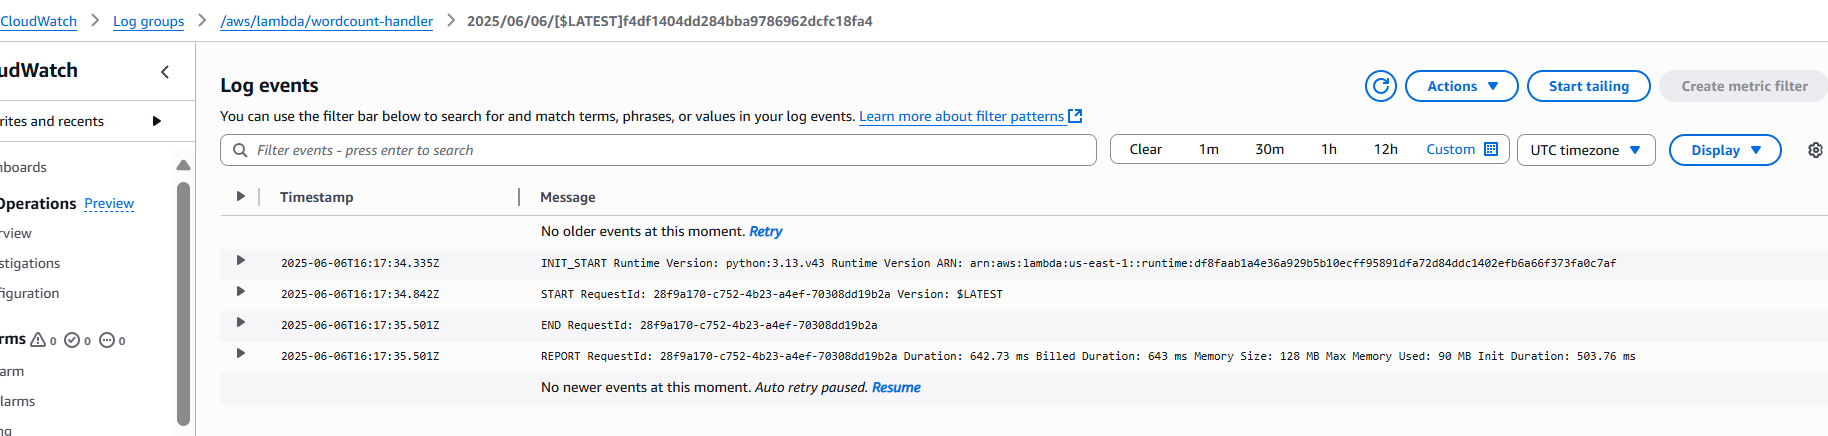 CloudWatch > Log groups > /aws/lambda/wordcount-handler > 2025/06/06/[$LATEST]f4df1404dd284bba9786962dcfc18fa4
oudWatch
rites and recents
nboards
Operations Preview
rview
stigations
figuration
rms 0 0 0
arm
larms
ng
Log events
Actions
Start tailing
Create metric filter
You can use the filter bar below to search for and match terms, phrases, or values in your log events. Learn more about filter patterns
Filter events - press enter to search
Clear 1m 30m 1h 12h Custom
UTC timezone
Display
Timestamp Message
No older events at this moment. Retry
2025-06-06T16:17:34.335Z INIT_START Runtime Version: python:3.13.v43 Runtime Version ARN: arn:aws:lambda:us-east-1::runtime:df8faab1a4e36a929b5b10ecff95891dfa72d84ddc1402efb6a66f373fa0c7af
2025-06-06T16:17:34.842Z START RequestId: 28f9a170-c752-4b23-a4ef-70308dd19b2a Version: $LATEST
2025-06-06T16:17:35.501Z END RequestId: 28f9a170-c752-4b23-a4ef-70308dd19b2a
2025-06-06T16:17:35.501Z REPORT RequestId: 28f9a170-c752-4b23-a4ef-70308dd19b2a Duration: 642.73 ms Billed Duration: 643 ms Memory Size: 128 MB Max Memory Used: 90 MB Init Duration: 503.76 ms
No newer events at this moment. Auto retry paused. Resume